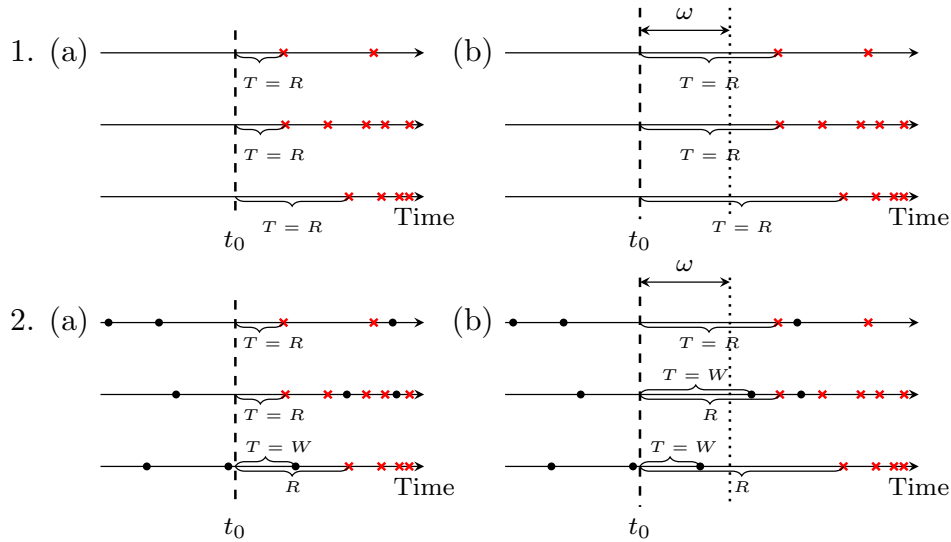 1. (a)
T = R
T = R
T = R
Time
t₀
(b)
ω
T = R
T = R
T = R
Time
t₀
2. (a)
T = R
T = R
T = W
R
Time
t₀
(b)
ω
T = R
T = W
R
T = W
R
Time
t₀